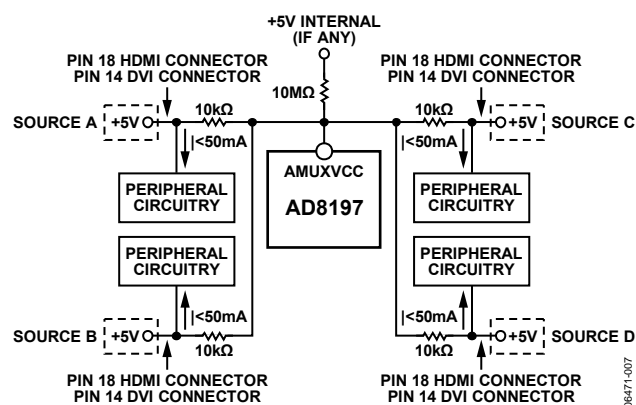 +5V INTERNAL
(IF ANY)
PIN 18 HDMI CONNECTOR
PIN 14 DVI CONNECTOR
PIN 18 HDMI CONNECTOR
PIN 14 DVI CONNECTOR
10MΩ
10kΩ
10kΩ
SOURCE A
+5V
+5V
SOURCE C
I<50mA
I<50mA
AMUXVCC
AD8197
PERIPHERAL
CIRCUITRY
PERIPHERAL
CIRCUITRY
PERIPHERAL
CIRCUITRY
PERIPHERAL
CIRCUITRY
I<50mA
I<50mA
SOURCE B
+5V
+5V
SOURCE D
10kΩ
10kΩ
PIN 18 HDMI CONNECTOR
PIN 14 DVI CONNECTOR
PIN 18 HDMI CONNECTOR
PIN 14 DVI CONNECTOR
06471-007